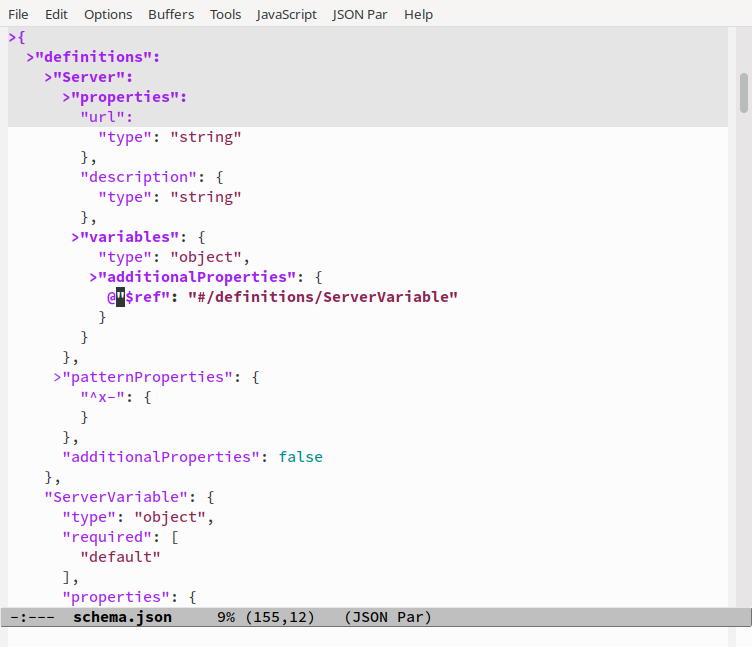 File Edit Options Buffers Tools JavaScript JSON Par Help
>{
  >"definitions":
    >"Server":
      >"properties":
        "url":
          "type": "string"
        },
        "description": {
          "type": "string"
        },
       >"variables": {
          "type": "object",
         >"additionalProperties": {
           @"$ref": "#/definitions/ServerVariable"
          }
        }
      },
     >"patternProperties": {
        "^x-": {
        }
      },
      "additionalProperties": false
    },
    "ServerVariable": {
      "type": "object",
      "required": [
        "default"
      ],
      "properties": {
-:--- schema.json 9% (155,12) (JSON Par)